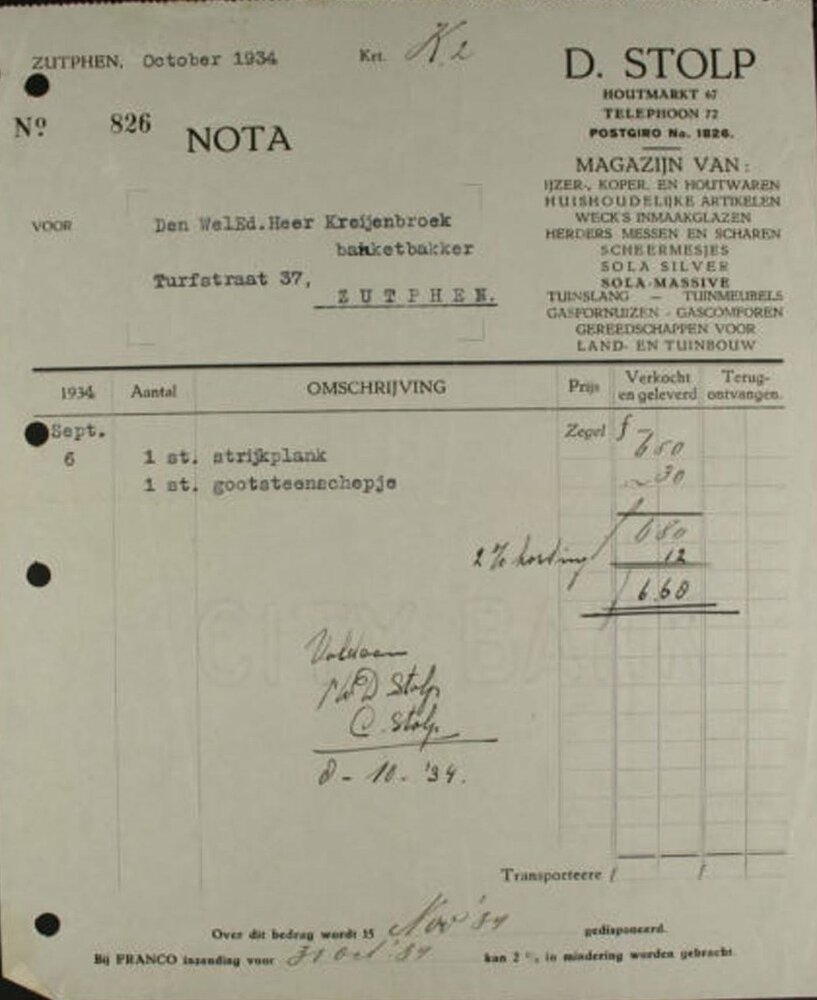 ZUTPHEN, October 1934
Krt. K.2
D. STOLP
HOUTMARKT 67
TELEPHOON 72
POSTGIRO No. 1826.
Nº 826
NOTA
MAGAZIJN VAN:
IJZER-, KOPER, EN HOUTWAREN
HUISHOUDELIJKE ARTIKELEN
WECK'S INMAAKGLAZEN
HERDERS MESSEN EN SCHAREN
SCHEERMESJES
SOLA SILVER
SOLA-MASSIVE
TUINSLANG — TUINMEUBELS
GASFORNUIZEN - GASCOMFOREN
GEREEDSCHAPPEN VOOR
LAND- EN TUINBOUW
VOOR
Den WelEd.Heer Kreijenbroek
banketbakker
Turfstraat 37,
ZUTPHEN.
1934 Aantal OMSCHRIJVING Prijs Verkocht en geleverd Terug-ontvangen.
Sept. Zegel f -
6 1 st. strijkplank 6 50
1 st. gootsteenschepje 30
6 80
2 % korting 12
6.68
CITY BANK
Voldaan
D Stolp
C. Stolp
8 - 10 - '34.
Transporteere f
Over dit bedrag wordt 15 Nov '34 gedisponeerd.
Bij FRANCO inzending voor 31 Oct '34 kan 2 %, in mindering worden gebracht.